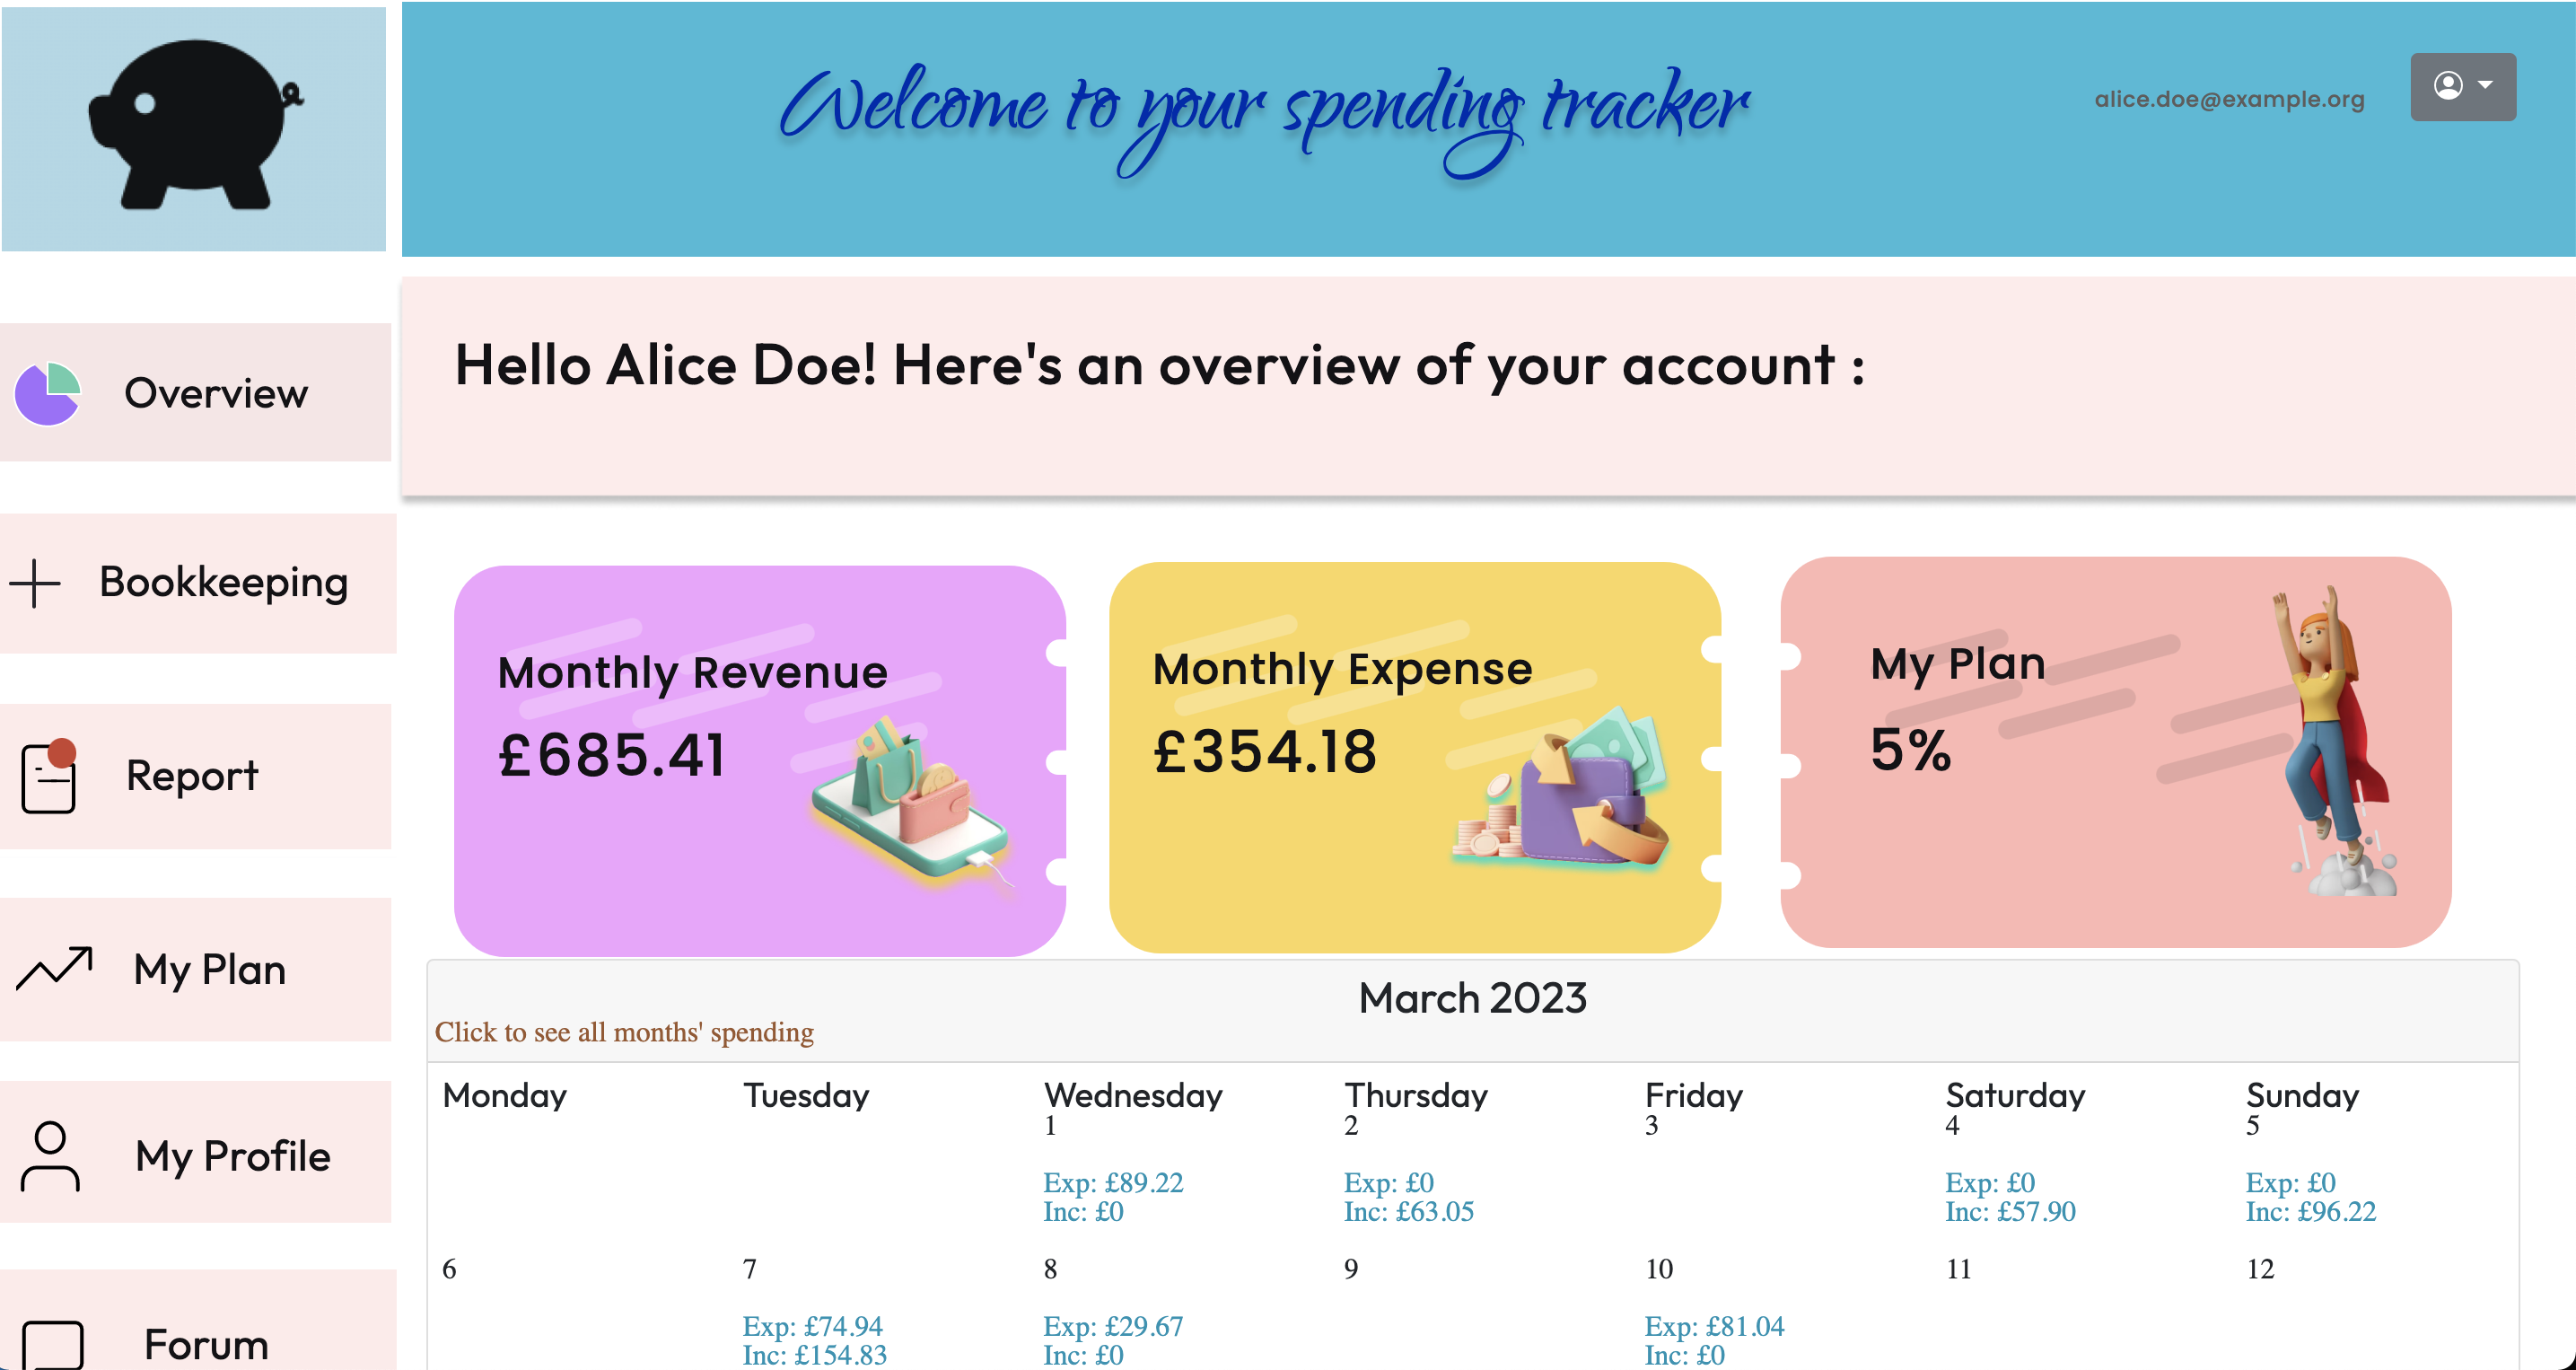 Welcome to your spending tracker
alice.doe@example.org
Hello Alice Doe! Here's an overview of your account :
Overview
Bookkeeping
Report
My Plan
My Profile
Forum
Monthly Revenue
£685.41
Monthly Expense
£354.18
My Plan
5%
March 2023
Click to see all months' spending
Monday Tuesday Wednesday Thursday Friday Saturday Sunday
1 2 3 4 5
Exp: £89.22 Exp: £0 Exp: £0 Exp: £0
Inc: £0 Inc: £63.05 Inc: £57.90 Inc: £96.22
6 7 8 9 10 11 12
Exp: £74.94 Exp: £29.67 Exp: £81.04
Inc: £154.83 Inc: £0 Inc: £0